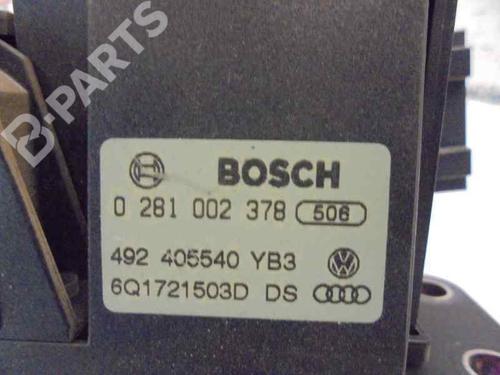 B-PARTS
BOSCH
0 281 002 378 506
492 405540 YB3
6Q1721503D DS